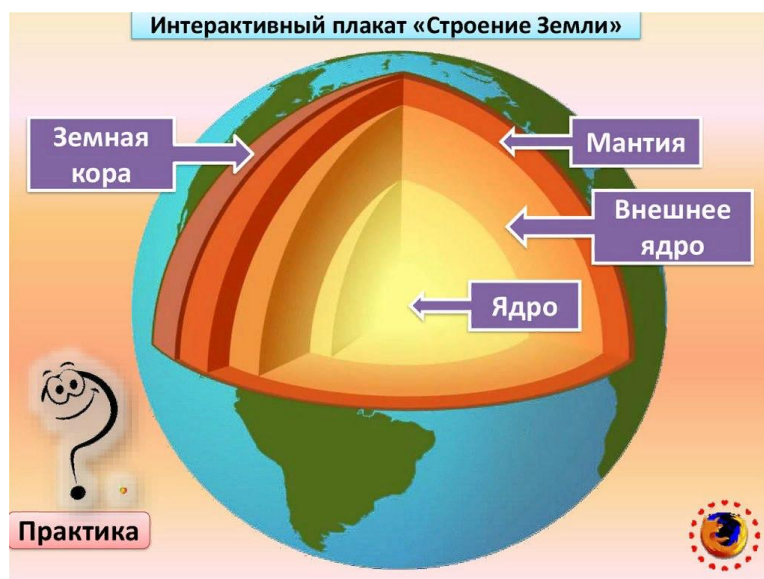 Интерактивный плакат «Строение Земли»
Земная
кора
Мантия
Внешнее
ядро
Ядро
Практика